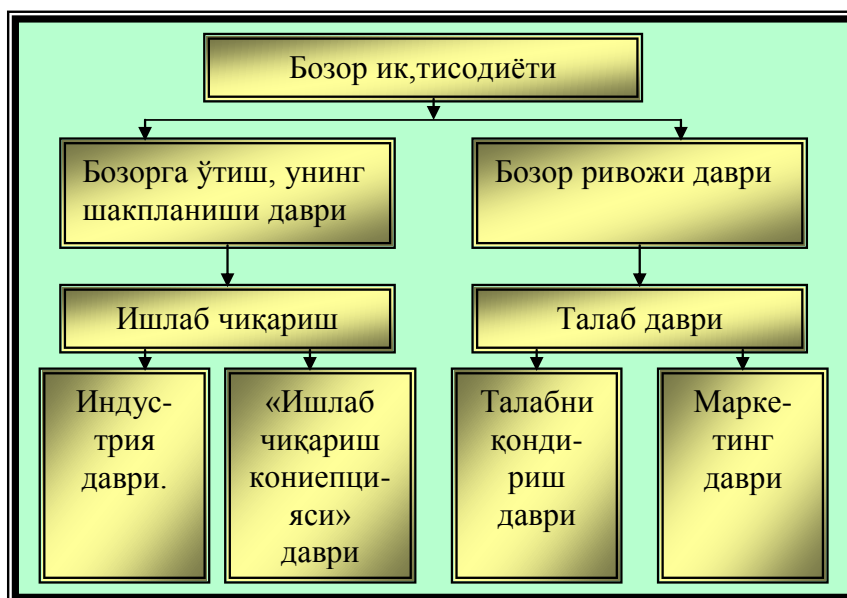 Бозор ик,тисодиёти
Бозорга ўтиш, унинг
шакпланиши даври
Бозор ривожи даври
Ишлаб чиқариш
Талаб даври
Индус-
трия
даври.
«Ишлаб
чиқариш
кониепци-
яси»
даври
Талабни
қонди-
риш
даври
Марке-
тинг
даври